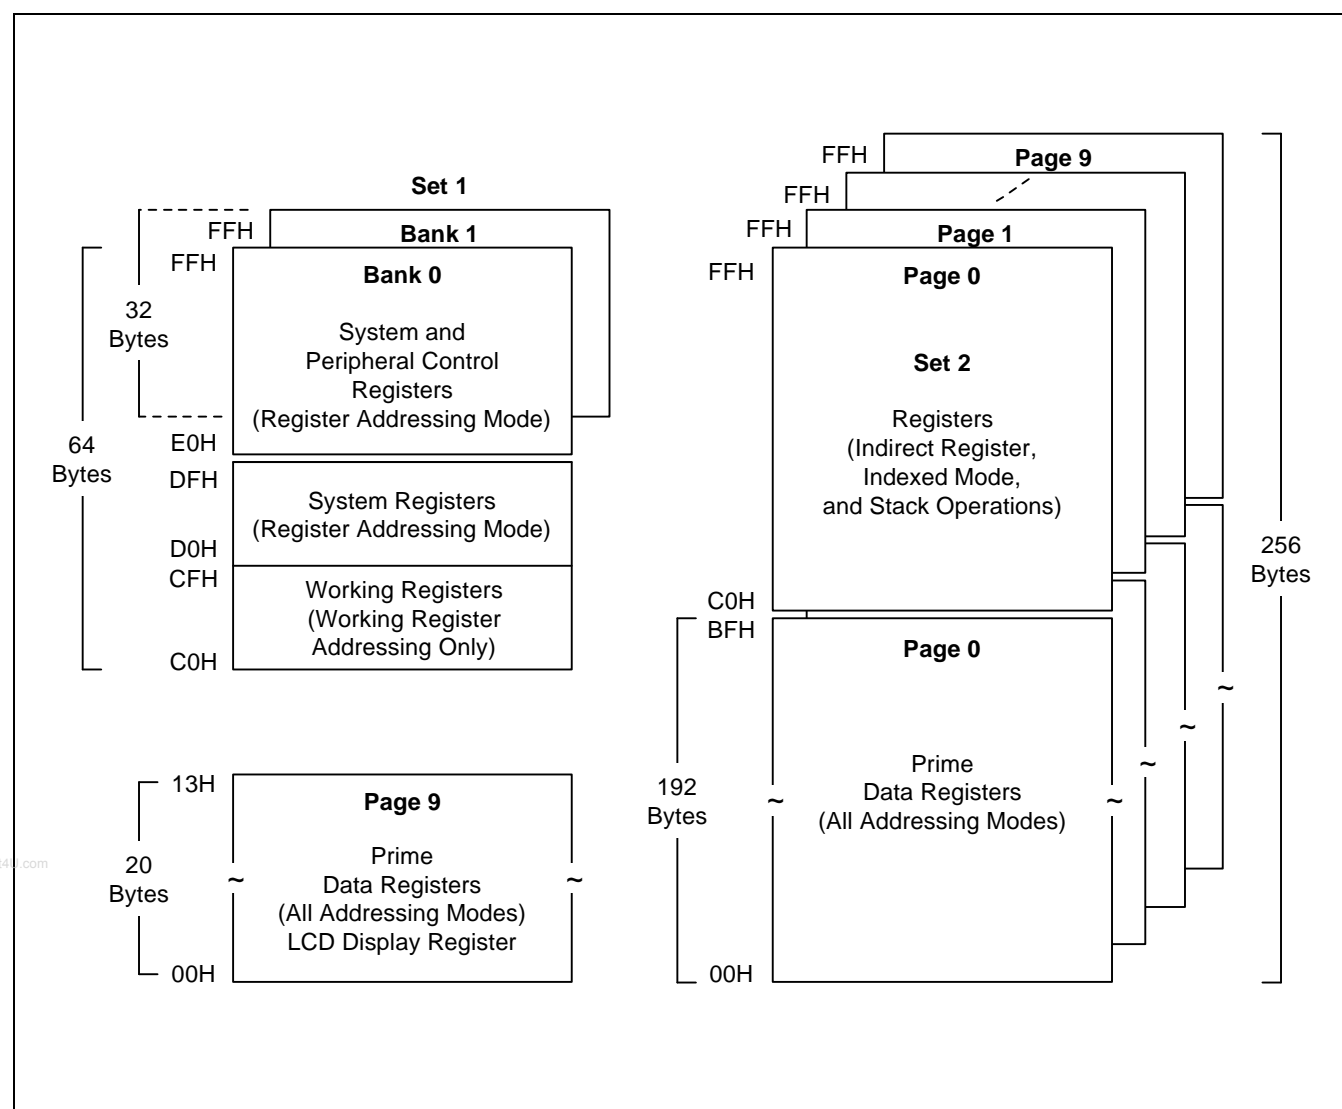 Set 1
FFH
Bank 1
FFH
Bank 0
32
Bytes
System and
Peripheral Control
Registers
(Register Addressing Mode)
64
Bytes
E0H
DFH
System Registers
(Register Addressing Mode)
D0H
CFH
Working Registers
(Working Register
Addressing Only)
C0H
13H
Page 9
20
Bytes
Prime
Data Registers
(All Addressing Modes)
LCD Display Register
~
~
00H
FFH
Page 9
FFH
FFH
Page 1
FFH
Page 0
Set 2
Registers
(Indirect Register,
Indexed Mode,
and Stack Operations)
256
Bytes
C0H
BFH
Page 0
192
Bytes
Prime
Data Registers
(All Addressing Modes)
~
~
~
~
~
00H